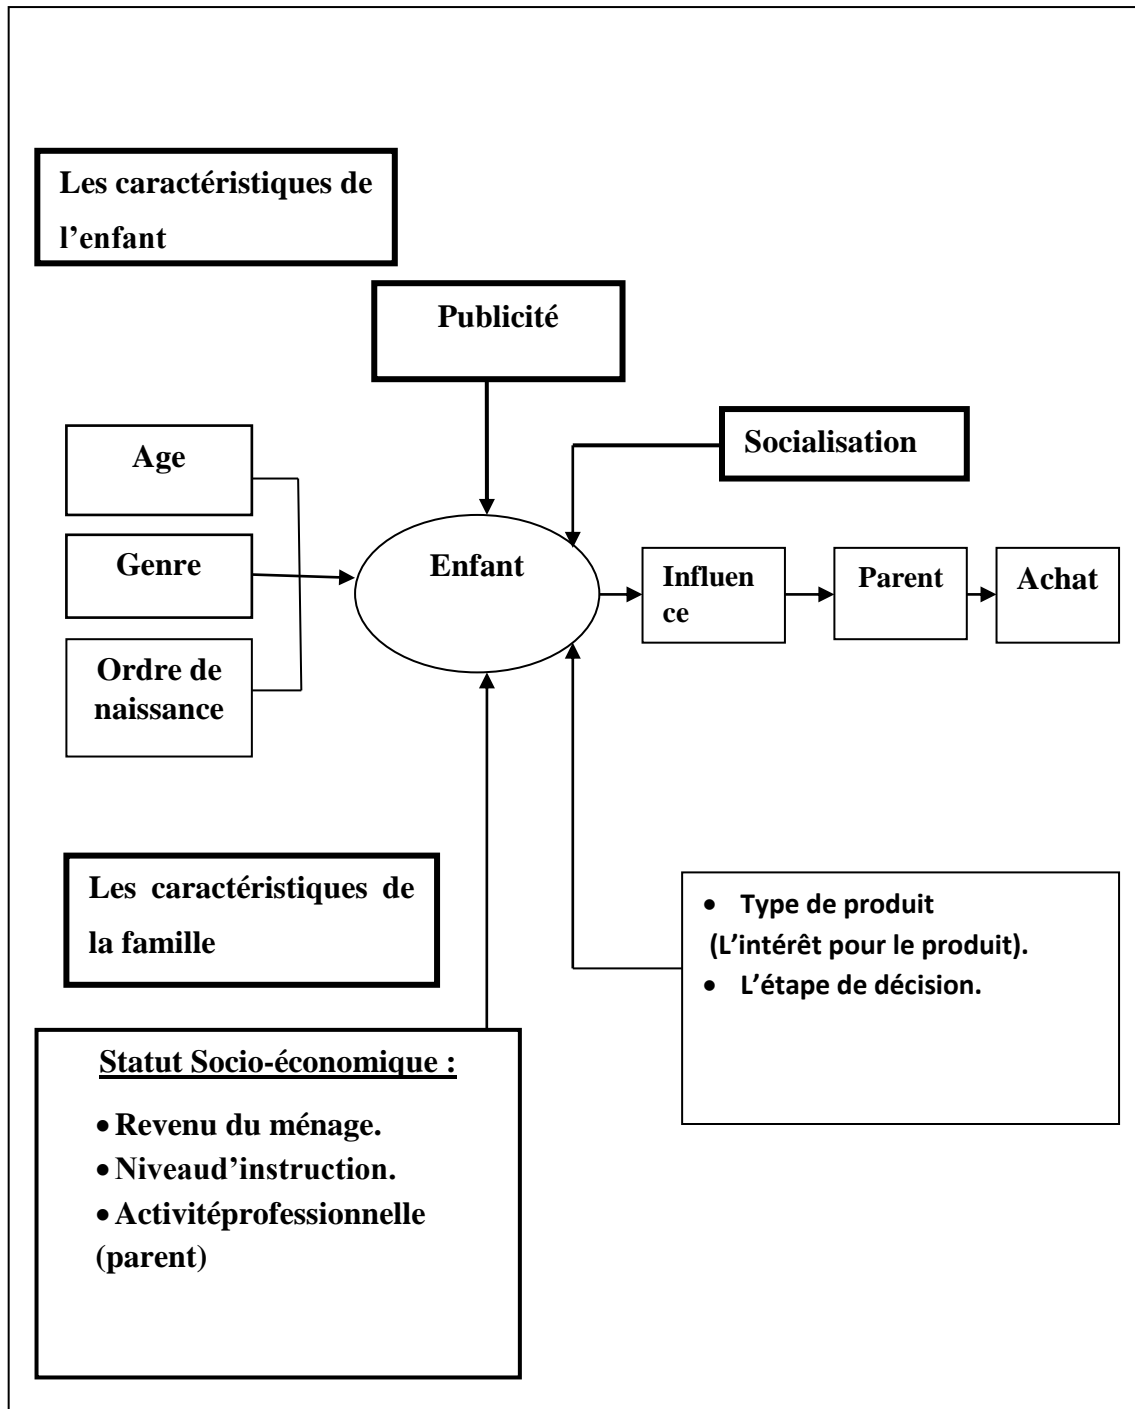 Les caractéristiques de
l'enfant
Publicité
Socialisation
Age
Genre
Ordre de
naissance
Enfant
Influen
ce
Parent
Achat
Les caractéristiques de
la famille
• Type de produit
(L'intérêt pour le produit).
• L'étape de décision.
Statut Socio-économique :
• Revenu du ménage.
• Niveaud'instruction.
• Activitéprofessionnelle
(parent)